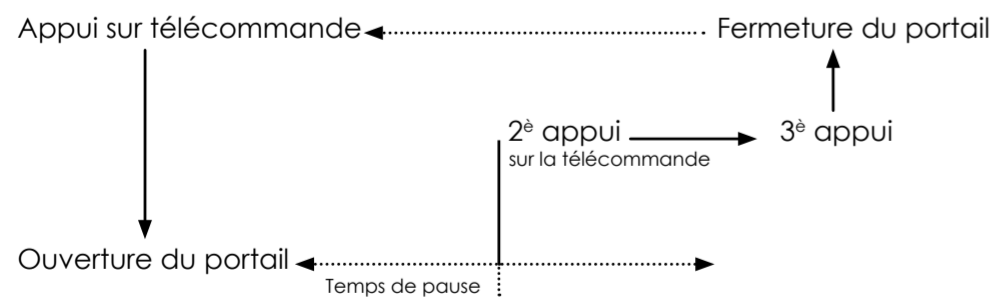 Appui sur télécommande
Fermeture du portail
2è appui
3è appui
sur la télécommande
Ouverture du portail
Temps de pause